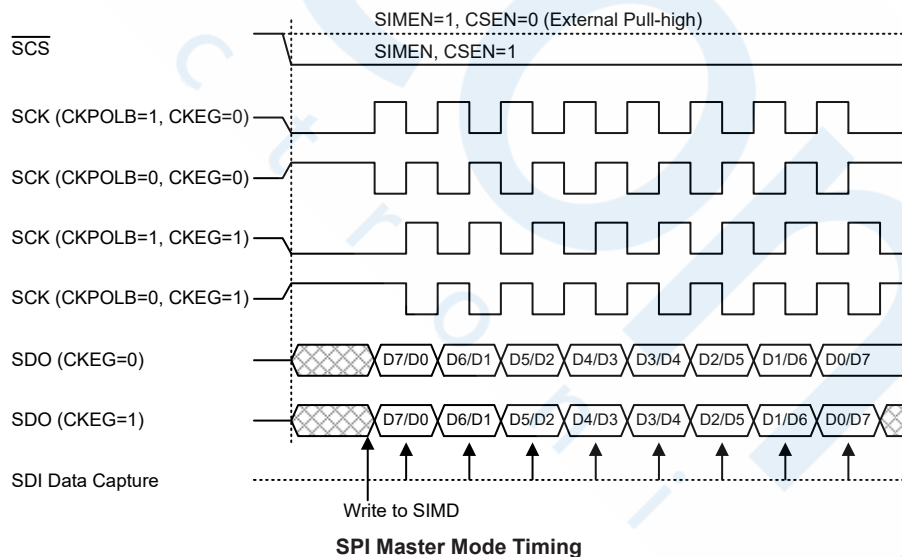 SIMEN=1, CSEN=0 (External Pull-high)
SCS
SIMEN, CSEN=1
SCK (CKPOLB=1, CKEG=0)
SCK (CKPOLB=0, CKEG=0)
SCK (CKPOLB=1, CKEG=1)
SCK (CKPOLB=0, CKEG=1)
SDO (CKEG=0) D7/D0 D6/D1 D5/D2 D4/D3 D3/D4 D2/D5 D1/D6 D0/D7
SDO (CKEG=1) D7/D0 D6/D1 D5/D2 D4/D3 D3/D4 D2/D5 D1/D6 D0/D7
SDI Data Capture
Write to SIMD
SPI Master Mode Timing